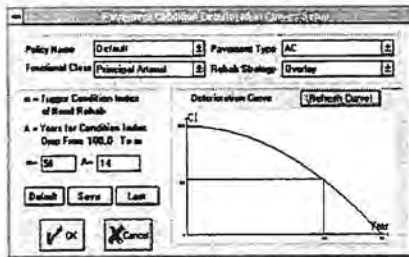 Pavement Condition Deterioration Curves Setup
Policy Name Default Pavement Type AC
Functional Class Principal Arterial Rehab Strategy Overlay
m = Trigger Condition Index
of Road Rehab
A = Years for Condition Index
Drop From 100.0 To m
m= 56 A= 14
Default Save Last
OK Cancel
Deterioration Curve Refresh Curve
CI
Year